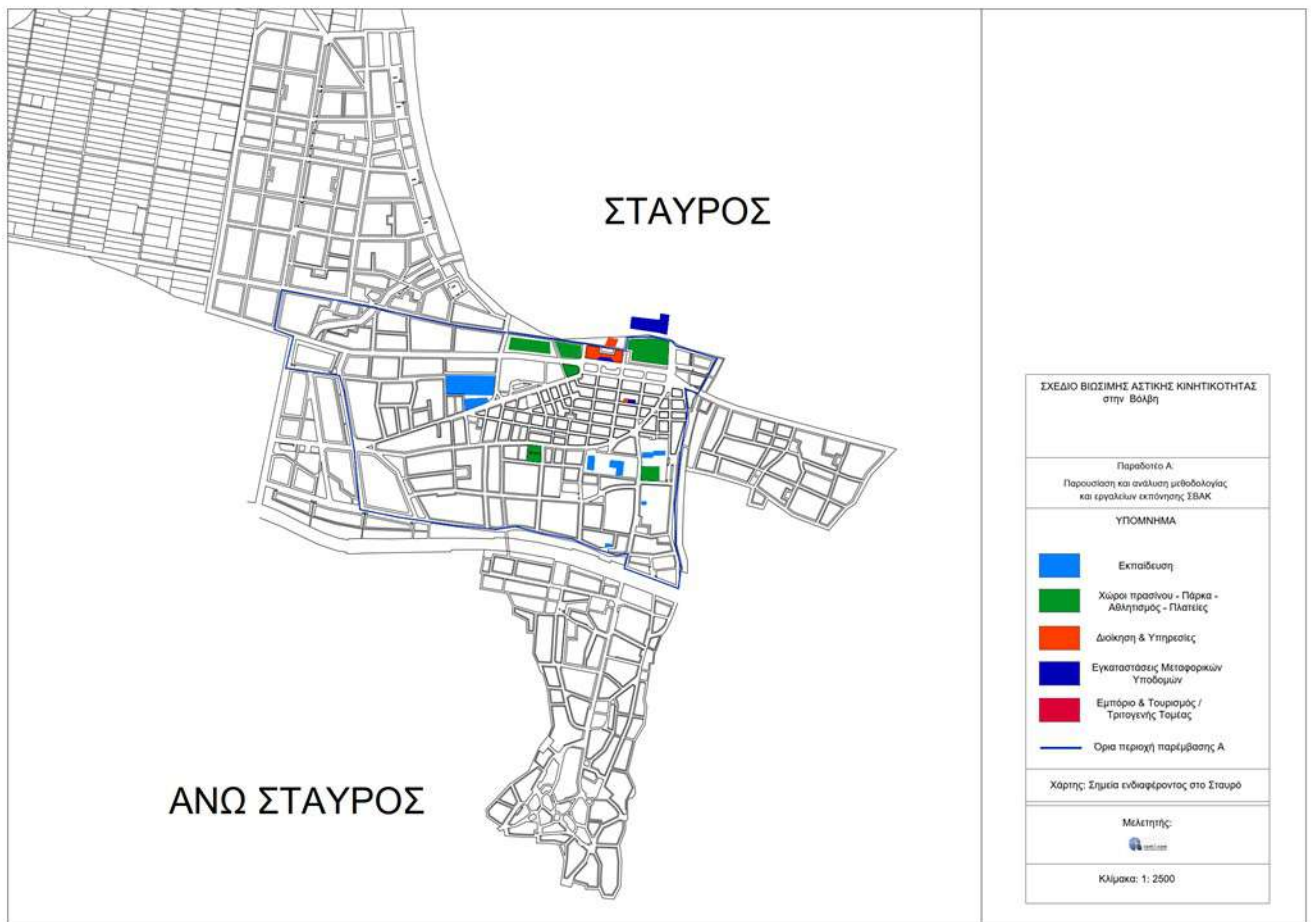 ΣΤΑΥΡΟΣ
ΑΝΩ ΣΤΑΥΡΟΣ
ΣΧΕΔΙΟ ΒΙΩΣΙΜΗΣ ΑΣΤΙΚΗΣ ΚΙΝΗΤΙΚΟΤΗΤΑΣ
στην Βόλβη
Παραδοτέο Α:
Παρουσίαση και ανάλυση μεθοδολογίας
και εργαλείων εκπόνησης ΣΒΑΚ
ΥΠΟΜΝΗΜΑ
Εκπαίδευση
Χώροι πρασίνου - Πάρκα -
Αθλητισμός - Πλατείες
Διοίκηση & Υπηρεσίες
Εγκαταστάσεις Μεταφορικών
Υποδομών
Εμπόριο & Τουρισμός /
Τριτογενής Τομέας
Όρια περιοχή παρέμβασης Α
Χάρτης: Σημεία ενδιαφέροντος στο Σταυρό
Μελετητής:
Κλίμακα: 1: 2500